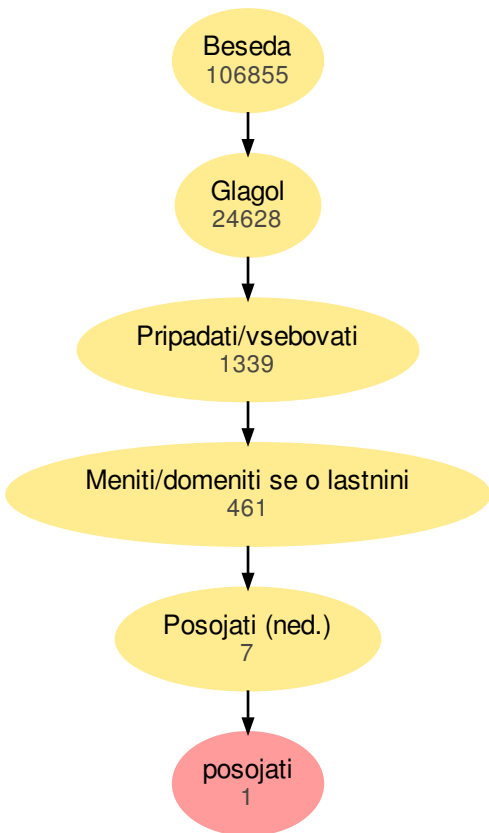 Beseda
106855
Glagol
24628
Pripadati/vsebovati
1339
Meniti/domeniti se o lastnini
461
Posojati (ned.)
7
posojati
1